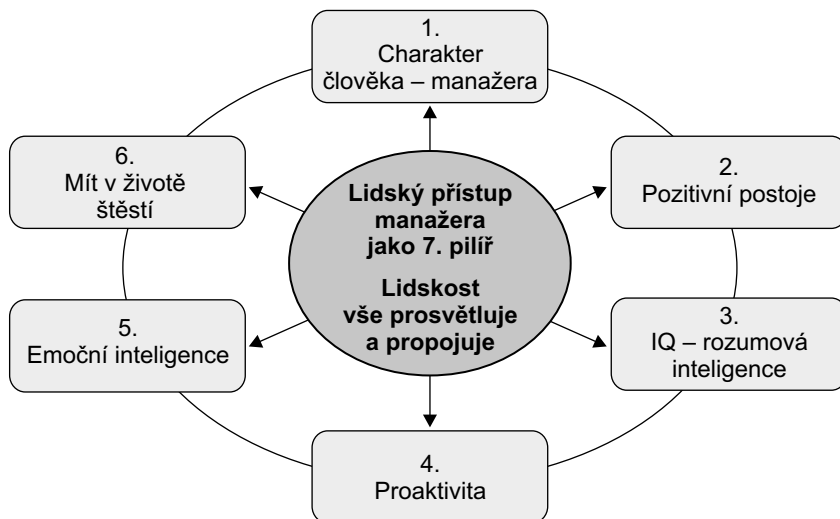 1.
Charakter
člověka – manažera
2.
Pozitivní postoje
3.
IQ – rozumová
inteligence
4.
Proaktivita
5.
Emoční inteligence
6.
Mít v životě
štěstí
Lidský přístup
manažera
jako 7. pilíř
Lidskost
vše prosvětluje
a propojuje